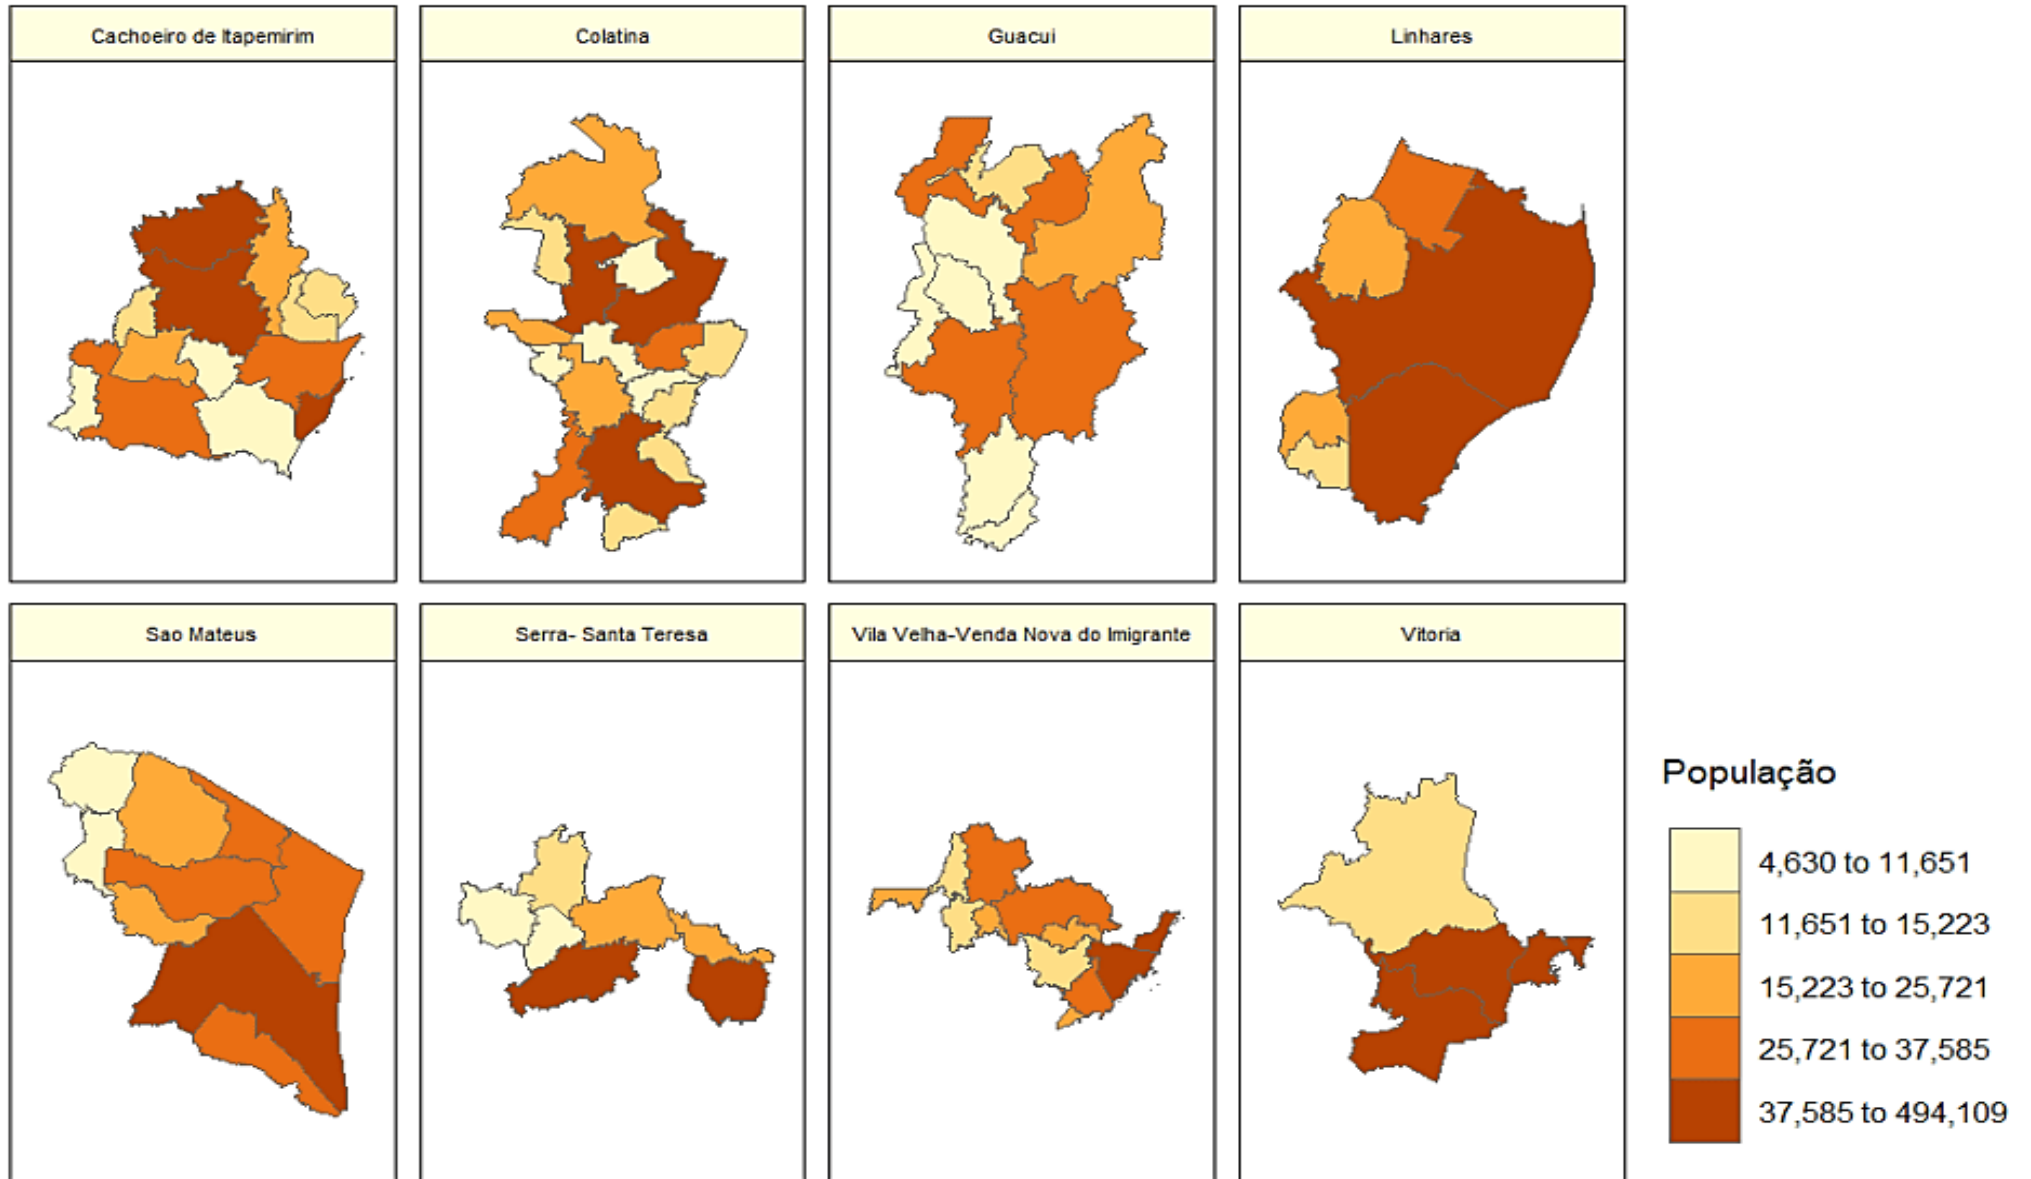 Cachoeiro de Itapemirim
Colatina
Guacui
Linhares
Sao Mateus
Serra- Santa Teresa
Vila Velha-Venda Nova do Imigrante
Vitoria
População
4,630 to 11,651
11,651 to 15,223
15,223 to 25,721
25,721 to 37,585
37,585 to 494,109